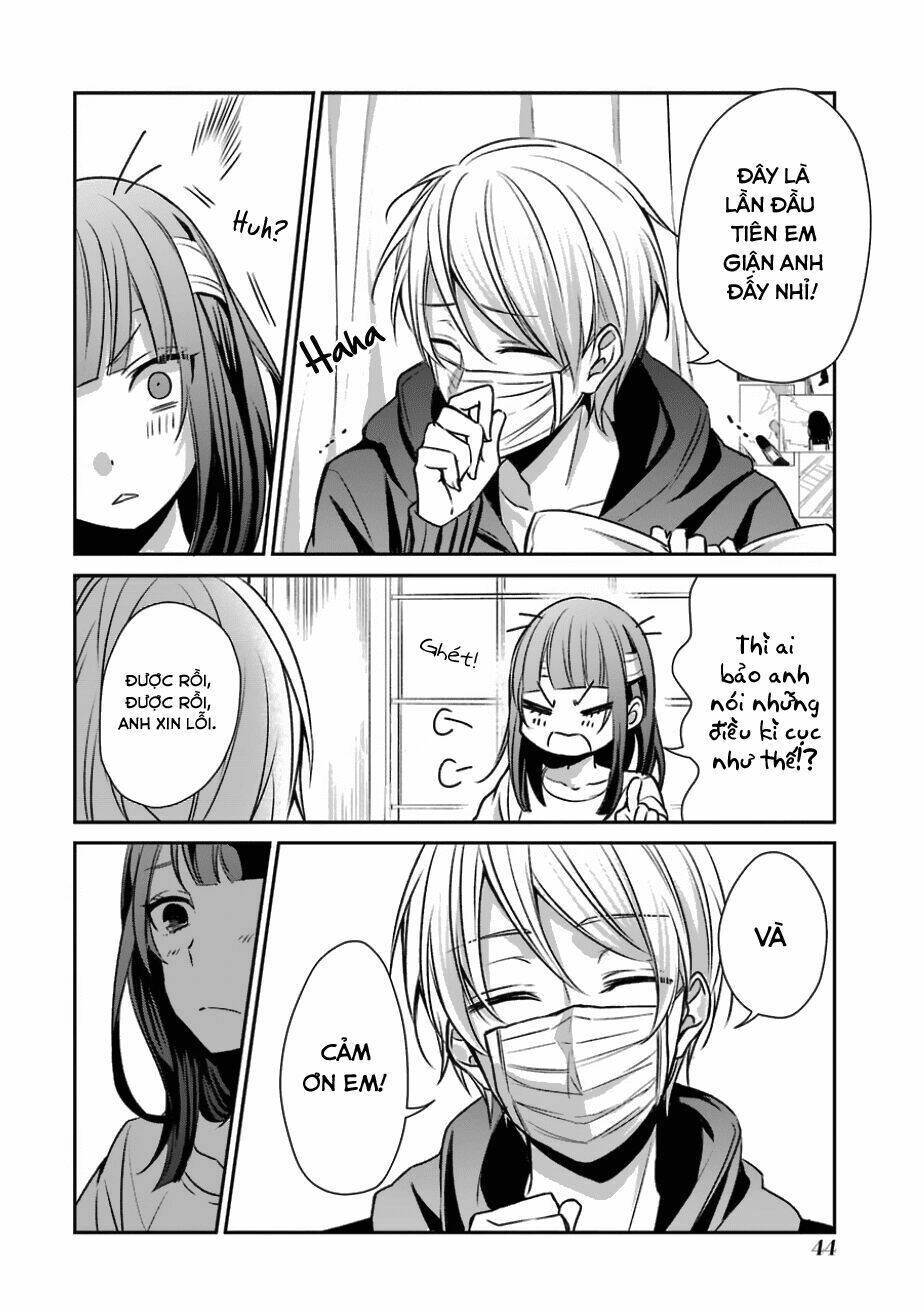 ĐÂY LÀ
LẦN ĐẦU
TIÊN EM
GIẬN ANH
ĐẤY NHỈ!
Haha
Huh?
Thì ai
bảo anh
nói những
điều kì cục
như thế!?
Ghét!
ĐƯỢC RỒI,
ĐƯỢC RỒI,
ANH XIN LỖI.
VÀ
CẢM
ƠN EM!
44